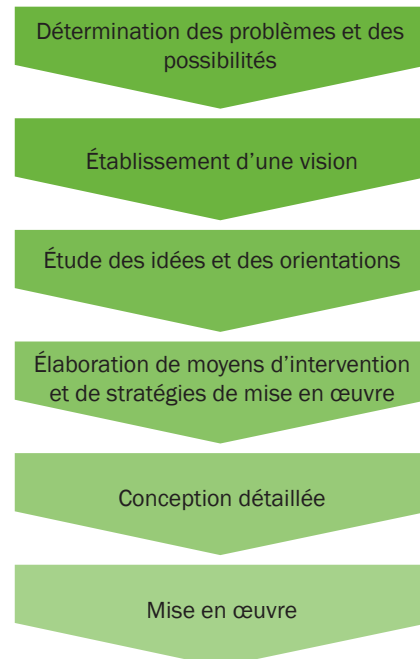 Détermination des problèmes et des
possibilités
Établissement d’une vision
Étude des idées et des orientations
Élaboration de moyens d’intervention
et de stratégies de mise en œuvre
Conception détaillée
Mise en œuvre